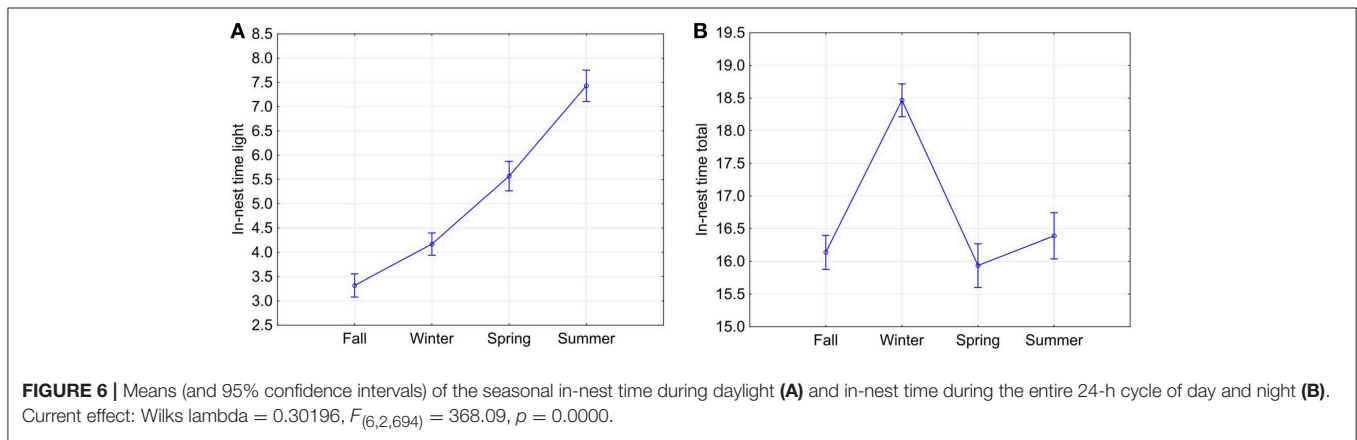 A
In-nest time light
8.5
8.0
7.5
7.0
6.5
6.0
5.5
5.0
4.5
4.0
3.5
3.0
2.5
Fall Winter Spring Summer
B
In-nest time total
19.5
19.0
18.5
18.0
17.5
17.0
16.5
16.0
15.5
15.0
Fall Winter Spring Summer
FIGURE 6 | Means (and 95% confidence intervals) of the seasonal in-nest time during daylight (A) and in-nest time during the entire 24-h cycle of day and night (B).
Current effect: Wilks lambda = 0.30196, F(6,2,694) = 368.09, p = 0.0000.